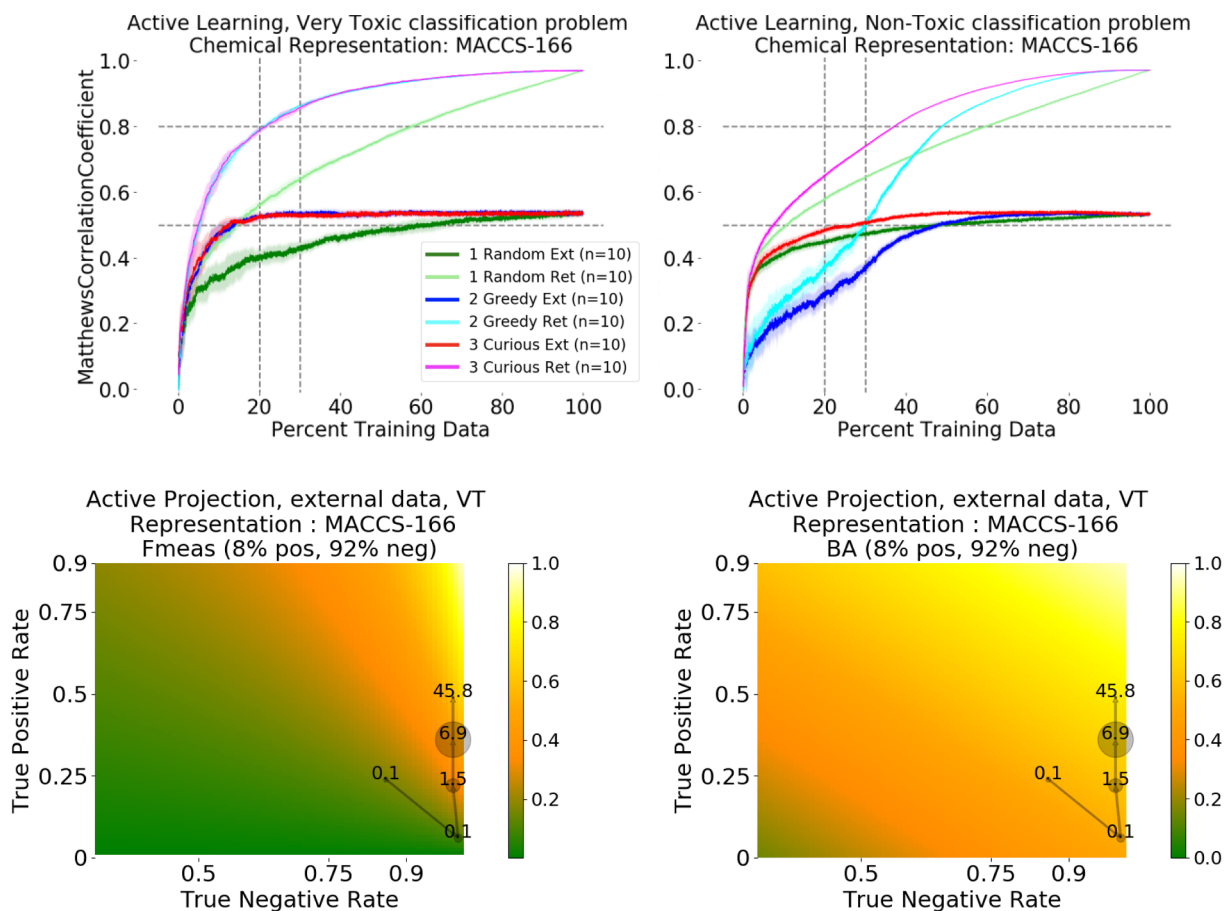 Active Learning, Very Toxic classification problem
Chemical Representation: MACCS-166
MatthewsCorrelationCoefficient
1.0
0.8
0.6
0.4
0.2
0.0
0 20 40 60 80 100
Percent Training Data
1 Random Ext (n=10)
1 Random Ret (n=10)
2 Greedy Ext (n=10)
2 Greedy Ret (n=10)
3 Curious Ext (n=10)
3 Curious Ret (n=10)
Active Learning, Non-Toxic classification problem
Chemical Representation: MACCS-166
1.0
0.8
0.6
0.4
0.2
0.0
0 20 40 60 80 100
Percent Training Data
Active Projection, external data, VT
Representation : MACCS-166
Fmeas (8% pos, 92% neg)
True Positive Rate
0.9
0.75
0.5
0.25
0
45.8
6.9
0.1
1.5
0.1
0.5 0.75 0.9
True Negative Rate
1.0
0.8
0.6
0.4
0.2
Active Projection, external data, VT
Representation : MACCS-166
BA (8% pos, 92% neg)
True Positive Rate
0.9
0.75
0.5
0.25
0
45.8
6.9
0.1
1.5
0.1
0.5 0.75 0.9
True Negative Rate
1.0
0.8
0.6
0.4
0.2
0.0